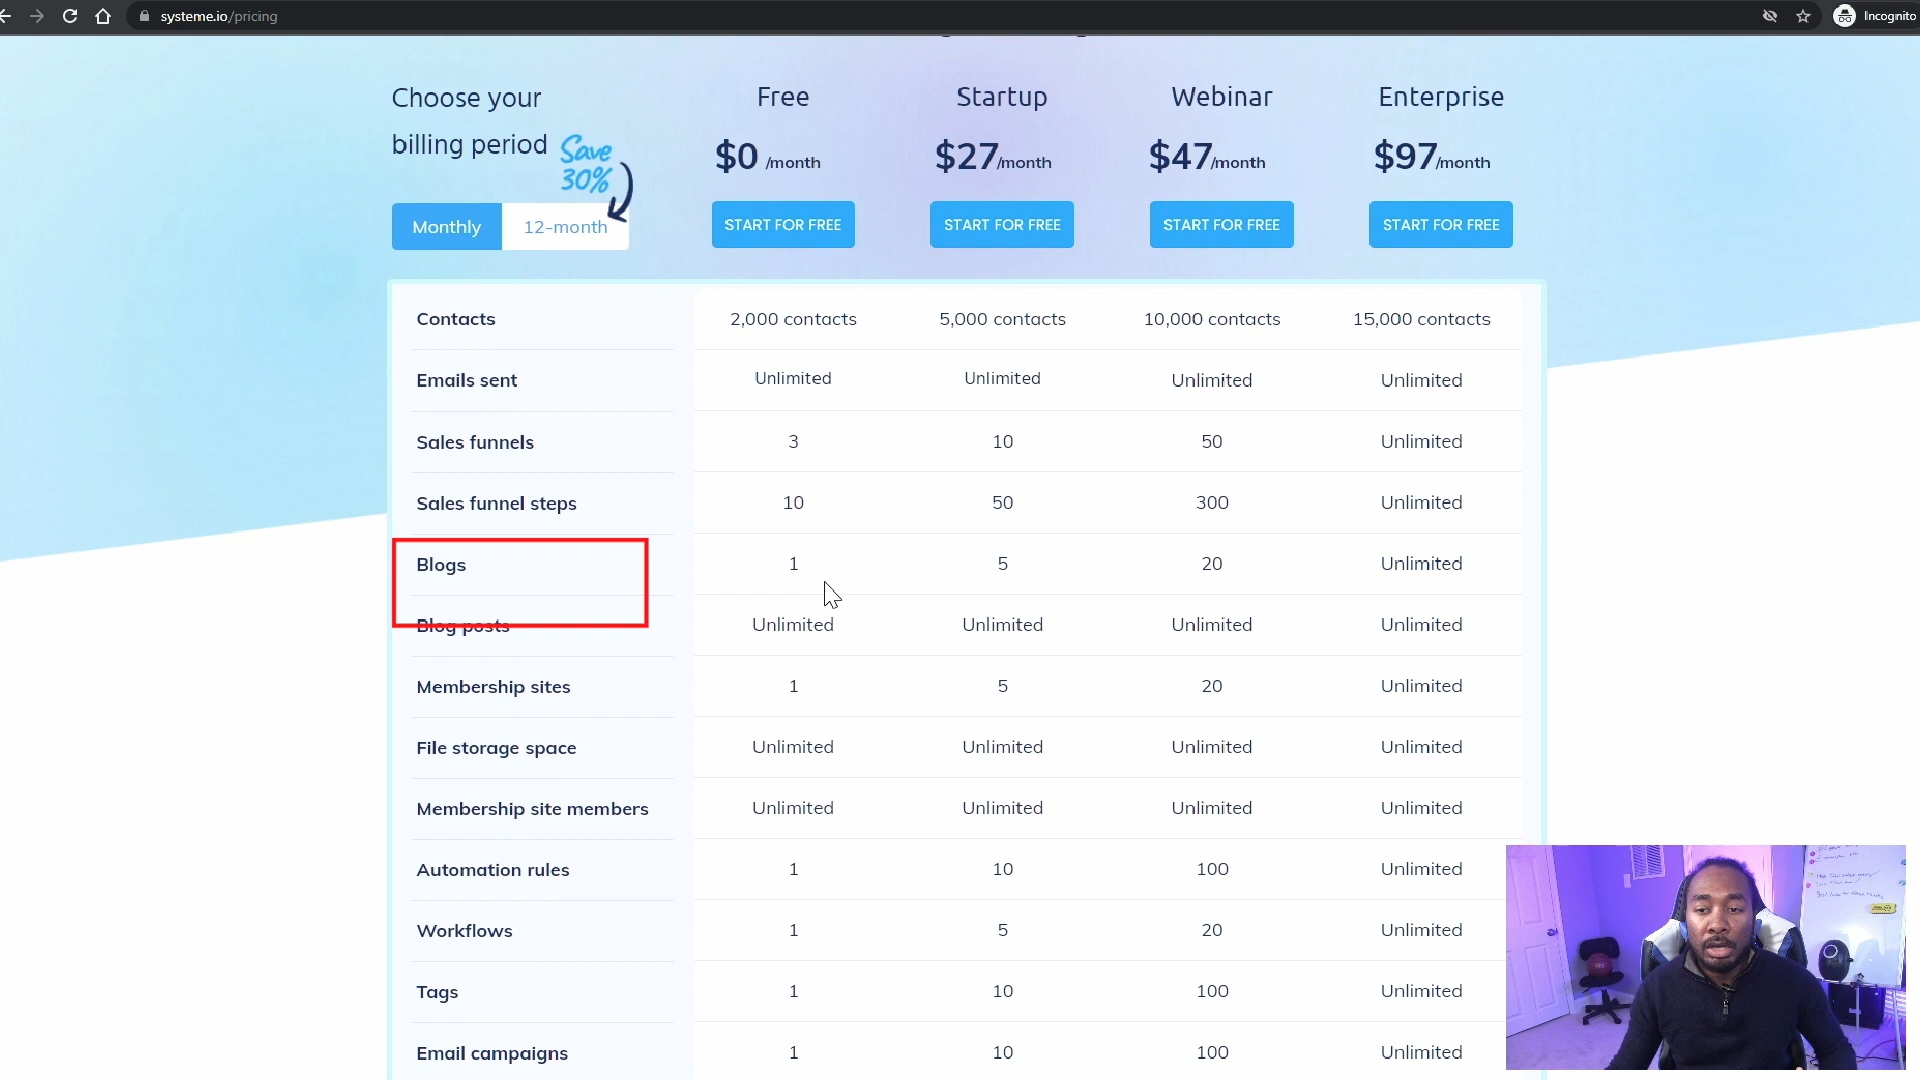 systeme.io/pricing
Incognito
Choose your
billing period
Save
30%
Monthly
12-month
Free
$0 /month
START FOR FREE
Startup
$27/month
START FOR FREE
Webinar
$47/month
START FOR FREE
Enterprise
$97/month
START FOR FREE
Contacts 2,000 contacts 5,000 contacts 10,000 contacts 15,000 contacts
Emails sent Unlimited Unlimited Unlimited Unlimited
Sales funnels 3 10 50 Unlimited
Sales funnel steps 10 50 300 Unlimited
Blogs 1 5 20 Unlimited
Blog posts Unlimited Unlimited Unlimited Unlimited
Membership sites 1 5 20 Unlimited
File storage space Unlimited Unlimited Unlimited Unlimited
Membership site members Unlimited Unlimited Unlimited Unlimited
Automation rules 1 10 100 Unlimited
Workflows 1 5 20 Unlimited
Tags 1 10 100 Unlimited
Email campaigns 1 10 100 Unlimited